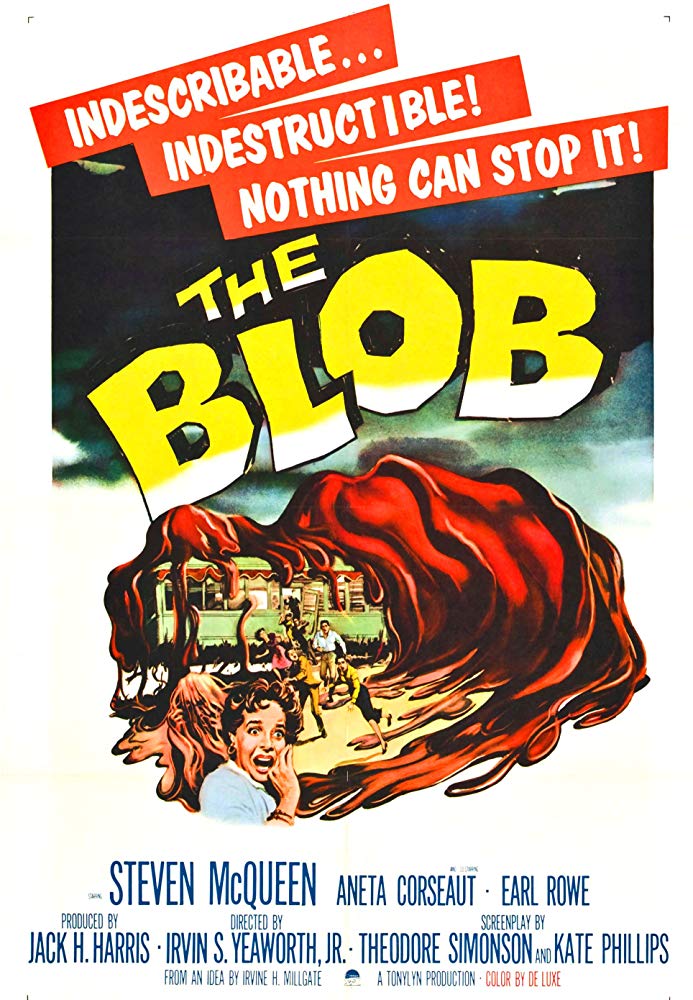 INDESCRIBABLE...
INDESTRUCTIBLE!
NOTHING CAN STOP IT!
THE
BLOB
STARRING STEVEN McQUEEN ANETA CORSEAUT · EARL ROWE
PRODUCED BY DIRECTED BY SCREENPLAY BY
JACK H. HARRIS · IRVIN S. YEAWORTH, JR. · THEODORE SIMONSON AND KATE PHILLIPS
FROM AN IDEA BY IRVINE H. MILLGATE A TONYLYN PRODUCTION · COLOR BY DE LUXE